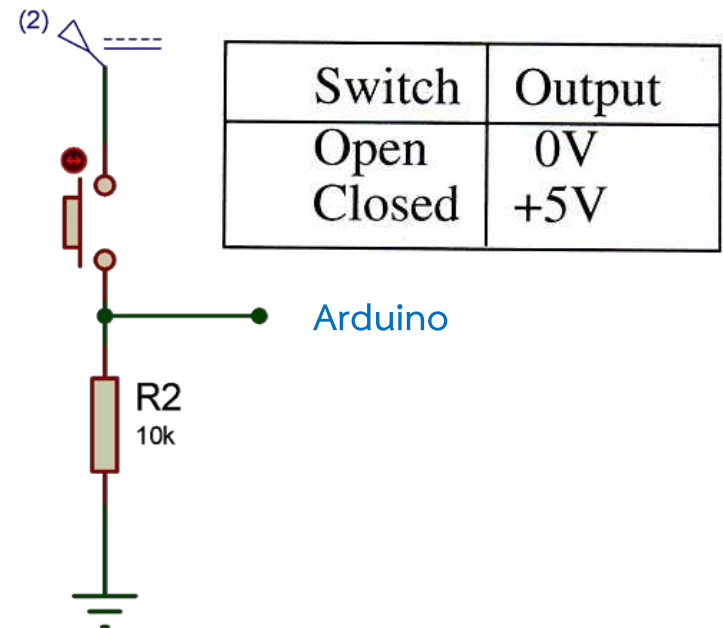 (2)
Switch Output
Open 0V
Closed +5V
Arduino
R2
10k